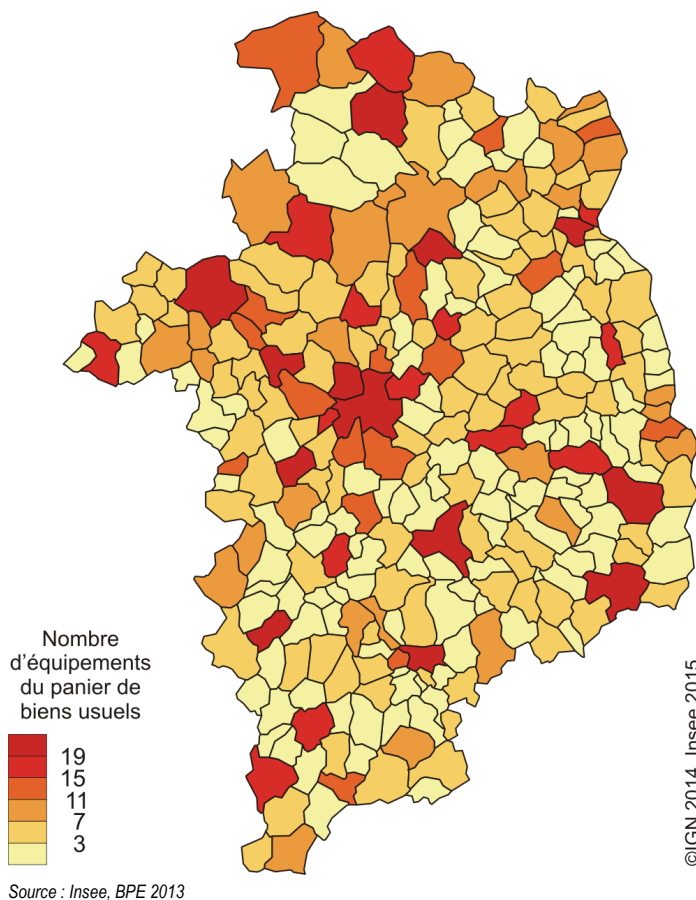 Nombre
d'équipements
du panier de
biens usuels
19
15
11
7
3
Source : Insee, BPE 2013
©IGN 2014 Insee 2015